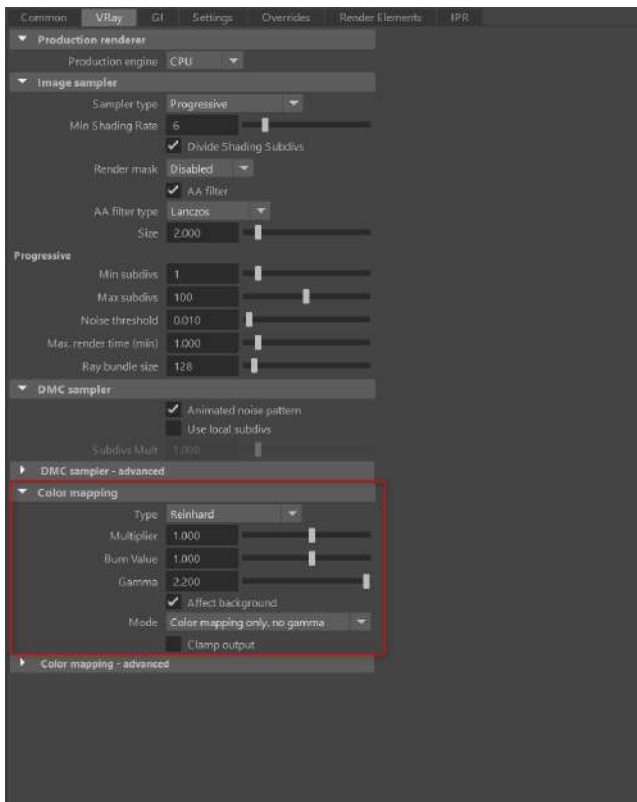 Common VRay GI Settings Overrides Render Elements IPR
Production renderer
Production engine CPU
Image sampler
Sampler type Progressive
Min Shading Rate 6
Divide Shading Subdivs
Render mask Disabled
AA filter
AA filter type Lanczos
Size 2.000
Progressive
Min subdivs 1
Max subdivs 100
Noise threshold 0.010
Max. render time (min) 1.000
Ray bundle size 128
DMC sampler
Animated noise pattern
Use local subdivs
Subdivs Mult 1.000
DMC sampler - advanced
Color mapping
Type Reinhard
Multiplier 1.000
Burn Value 1.000
Gamma 2.200
Affect background
Mode Color mapping only, no gamma
Clamp output
Color mapping - advanced